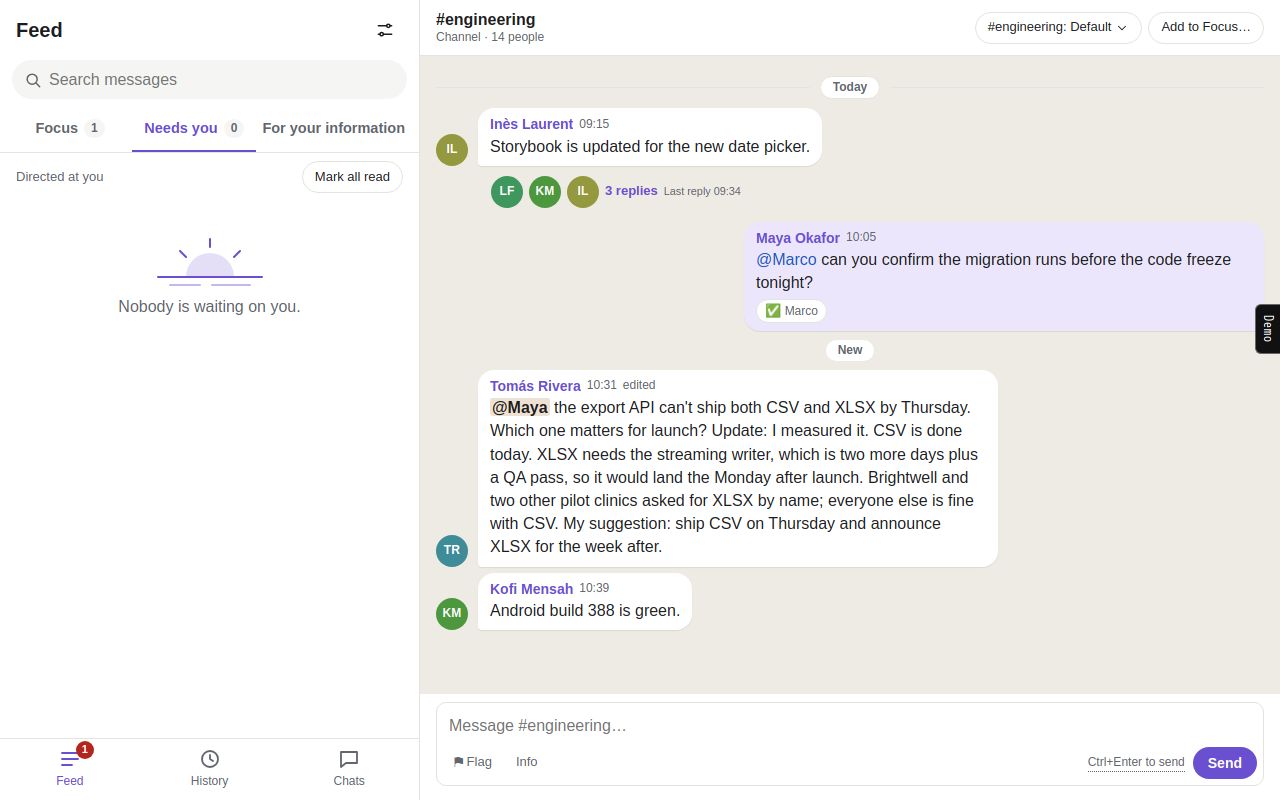 Feed
Search messages
Focus 1
Needs you 0
For your information
Directed at you
Mark all read
Nobody is waiting on you.
1
Feed
History
Chats
#engineering
Channel · 14 people
#engineering: Default
Add to Focus…
Today
Inès Laurent 09:15
IL
Storybook is updated for the new date picker.
LF KM IL 3 replies Last reply 09:34
Maya Okafor 10:05
@Marco can you confirm the migration runs before the code freeze
tonight?
✅ Marco
Demo
New
Tomás Rivera 10:31 edited
@Maya the export API can't ship both CSV and XLSX by Thursday.
Which one matters for launch? Update: I measured it. CSV is done
today. XLSX needs the streaming writer, which is two more days plus
a QA pass, so it would land the Monday after launch. Brightwell and
two other pilot clinics asked for XLSX by name; everyone else is fine
with CSV. My suggestion: ship CSV on Thursday and announce
XLSX for the week after.
TR
Kofi Mensah 10:39
KM
Android build 388 is green.
Message #engineering…
Flag
Info
Ctrl+Enter to send
Send